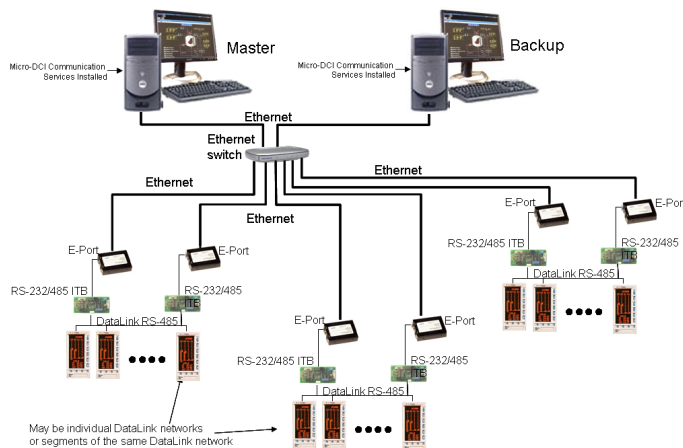 Master
Backup
Micro-DCI Communication
Services Installed
Micro-DCI Communication
Services Installed
Ethernet
Ethernet
switch
Ethernet
Ethernet
Ethernet
E-Port
E-Por
RS-232/485 ITB
RS-232/485
ITB
DataLink RS-485
E-Port
E-Port
RS-232/485 ITB
RS-232/485
ITB
DataLink RS-485
E-Port
E-Port
RS-232/485 ITB
RS-232/485
ITB
DataLink RS-485
May be individual DataLink networks
or segments of the same DataLink network